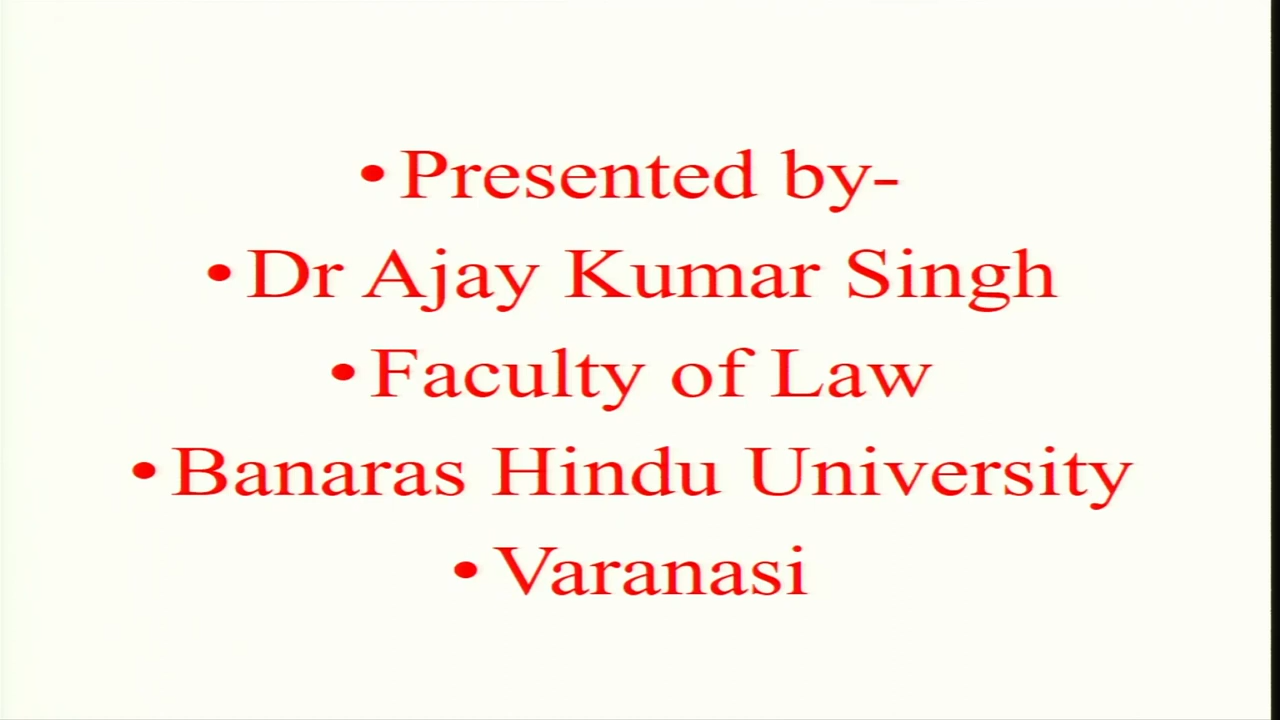 • Presented by-
• Dr Ajay Kumar Singh
• Faculty of Law
• Banaras Hindu University
• Varanasi